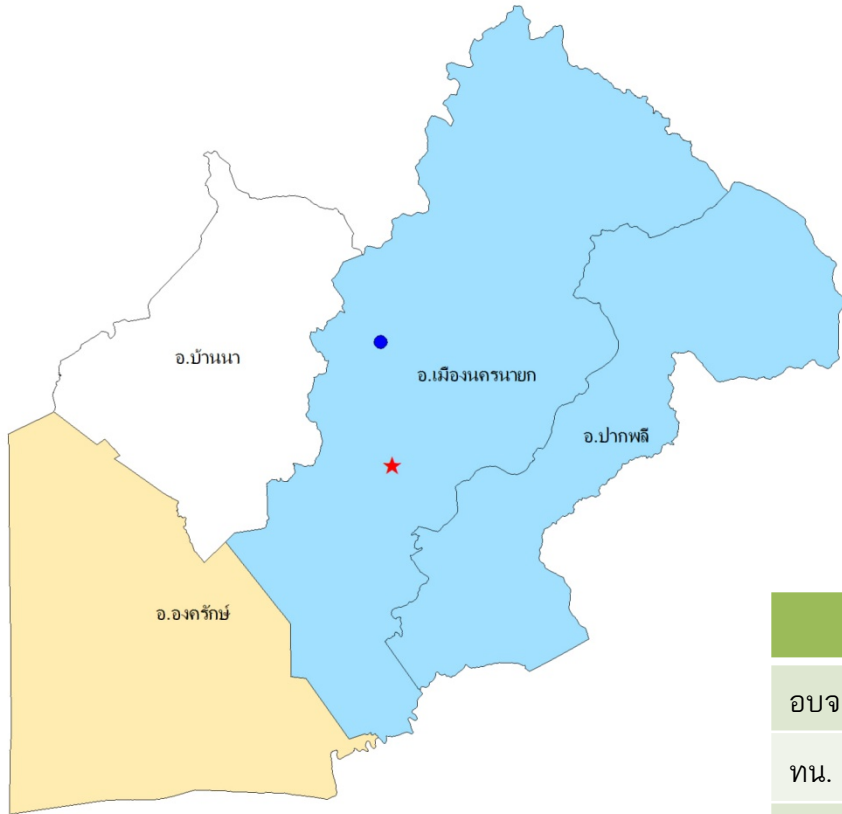 อ.บ้านนา
อ.เมืองนครนายก
อ.ปากพลี
อ.องครักษ์
อบจ
ทน.